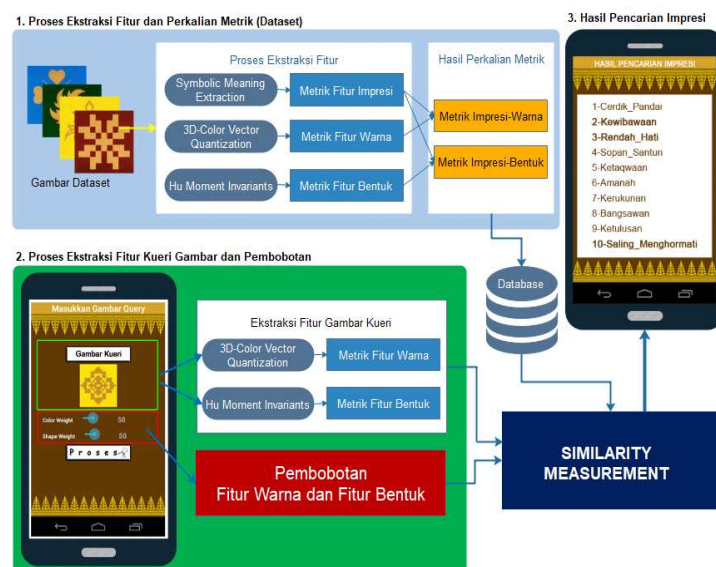 1. Proses Ekstraksi Fitur dan Perkalian Metrik (Dataset)
Gambar Dataset
Proses Ekstraksi Fitur
Symbolic Meaning
Extraction
Metrik Fitur Impresi
3D-Color Vector
Quantization
Metrik Fitur Warna
Hu Moment Invariants
Metrik Fitur Bentuk
Hasil Perkalian Metrik
Metrik Impresi-Warna
Metrik Impresi-Bentuk
Database
2. Proses Ekstraksi Fitur Kueri Gambar dan Pembobotan
Masukkan Gambar Query
Gambar Kueri
Color Weight
50
Shape Weight
50
Proses
Ekstraksi Fitur Gambar Kueri
3D-Color Vector
Quantization
Metrik Fitur Warna
Hu Moment Invariants
Metrik Fitur Bentuk
Pembobotan
Fitur Warna dan Fitur Bentuk
SIMILARITY
MEASUREMENT
3. Hasil Pencarian Impresi
HASIL PENCARIAN IMPRESI
1-Cerdik_Pandai
2-Kewibawaan
3-Rendah_Hati
4-Sopan_Santun
5-Ketaqwaan
6-Amanah
7-Kerukunan
8-Bangsawan
9-Ketulusan
10-Saling_Menghormati